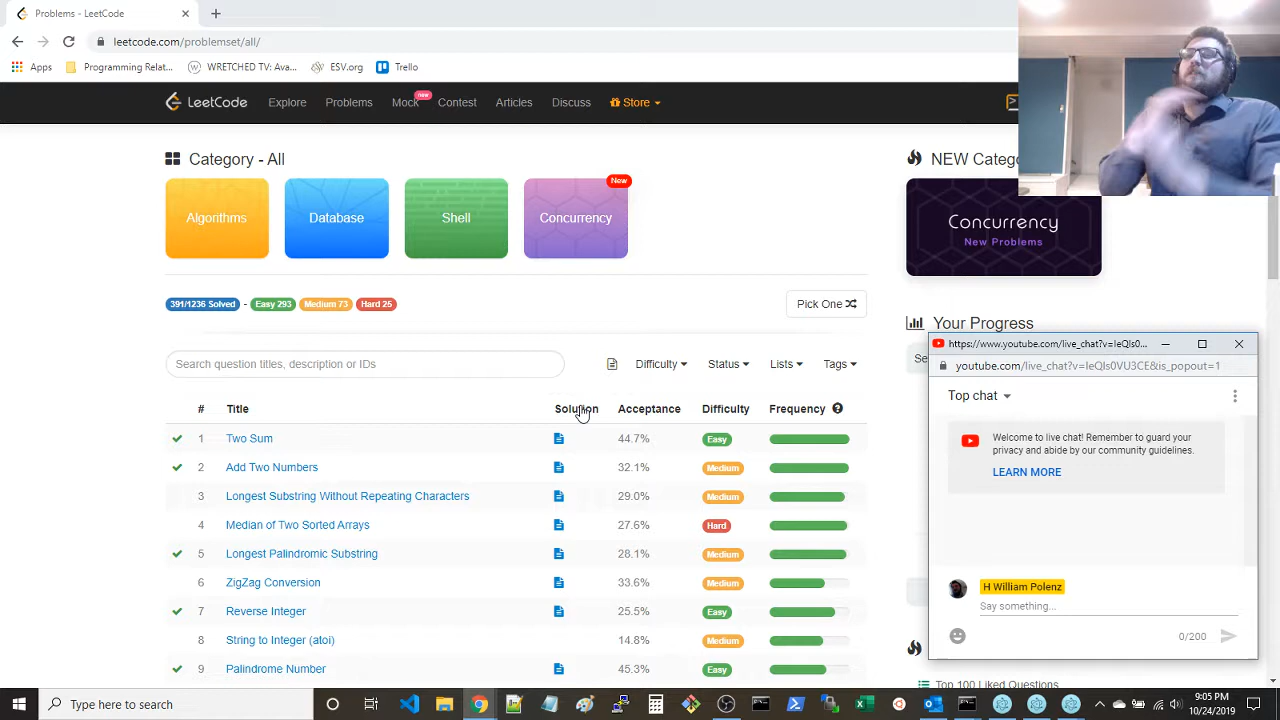 Problems - LeetCode
leetcode.com/problemset/all/
Apps Programming Relat... WRETCHED TV: Ava... ESV.org Trello
LeetCode Explore Problems Mock new Contest Articles Discuss Store
Category - All
NEW Catego
Algorithms Database Shell Concurrency New
Concurrency
New Problems
391/1236 Solved - Easy 293 Medium 73 Hard 25
Pick One
Your Progress
Search question titles, description or IDs
Difficulty Status Lists Tags
Se
# Title Solution Acceptance Difficulty Frequency ?
1 Two Sum 44.7% Easy
2 Add Two Numbers 32.1% Medium
3 Longest Substring Without Repeating Characters 29.0% Medium
4 Median of Two Sorted Arrays 27.6% Hard
5 Longest Palindromic Substring 28.1% Medium
6 ZigZag Conversion 33.6% Medium
7 Reverse Integer 25.5% Easy
8 String to Integer (atoi) 14.8% Medium
9 Palindrome Number 45.3% Easy
https://www.youtube.com/live_chat?v=IeQIs0...
youtube.com/live_chat?v=IeQIs0VU3CE&is_popout=1
Top chat
Welcome to live chat! Remember to guard your
privacy and abide by our community guidelines.
LEARN MORE
H William Polenz
Say something...
0/200
Top 100 Liked Questions
Type here to search
9:05 PM
10/24/2019